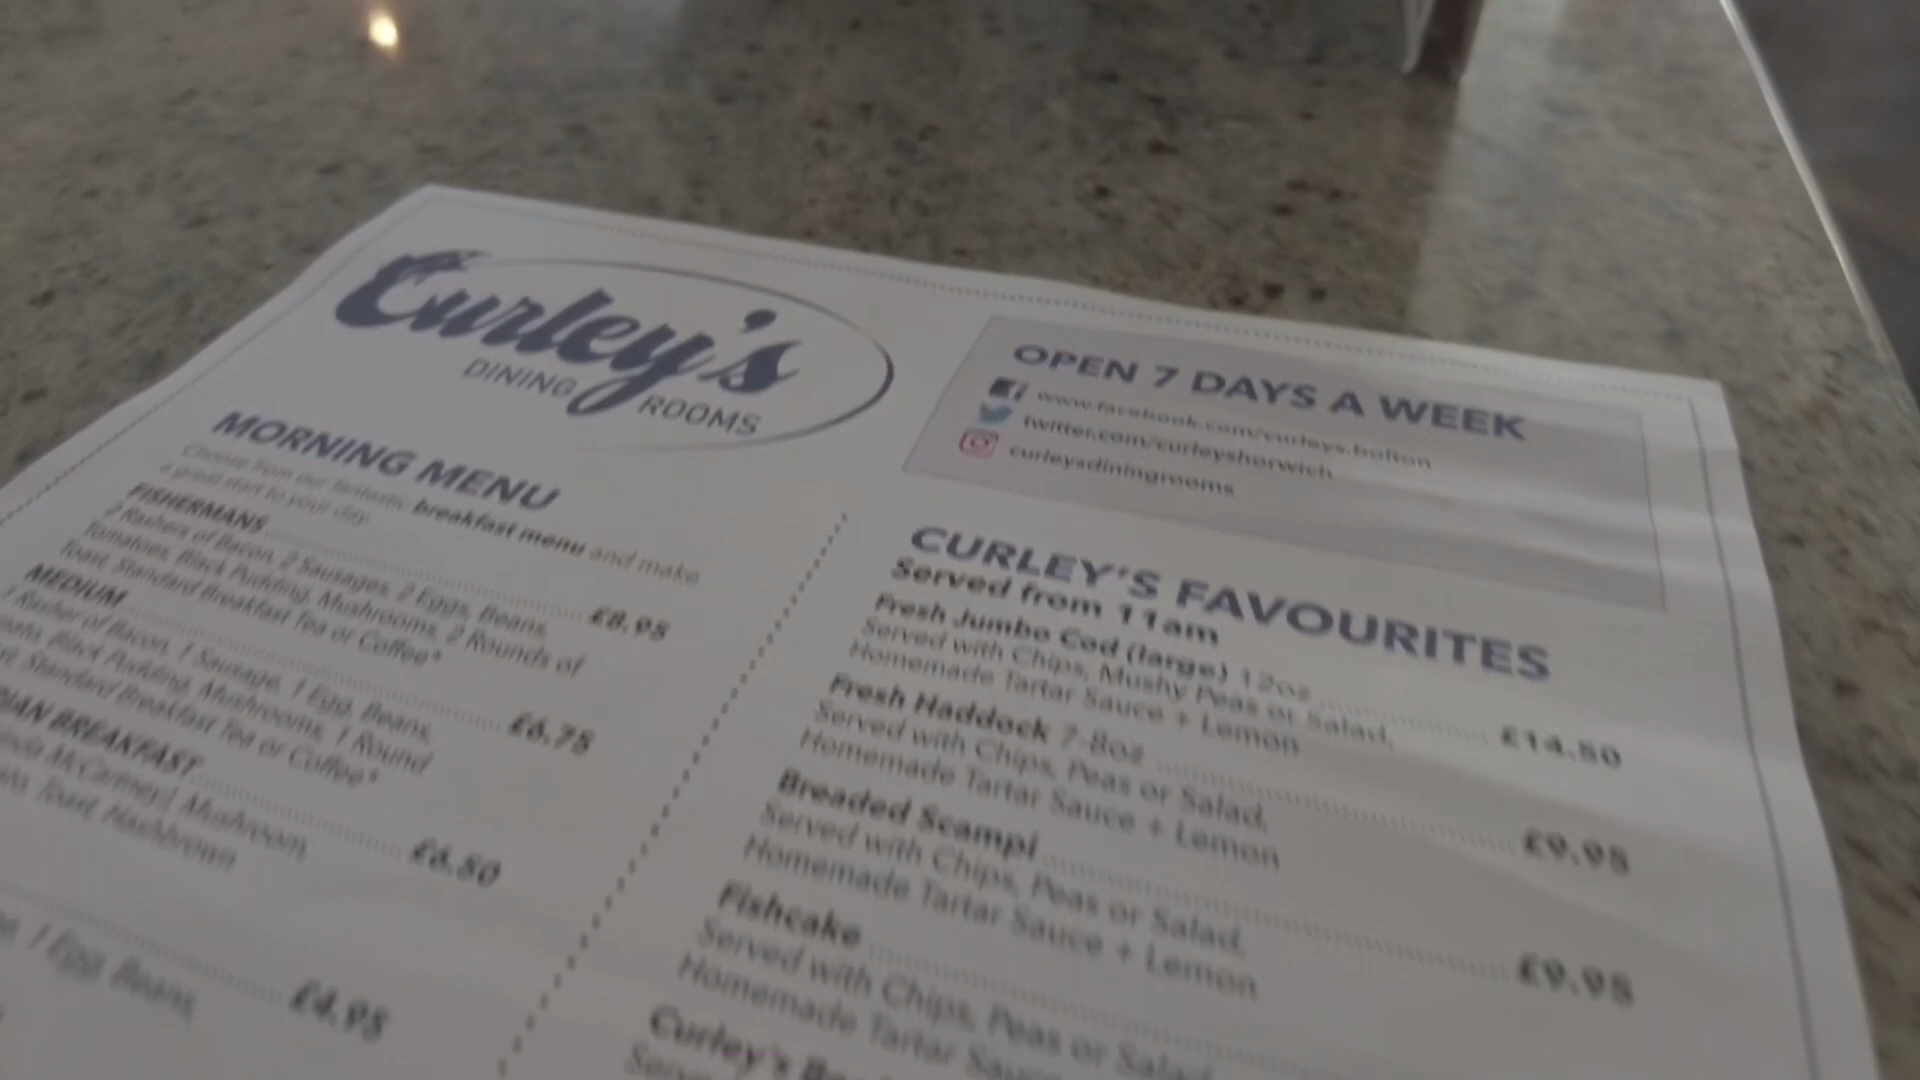 Curley's
DINING ROOMS
MORNING MENU
Choose from our fantastic breakfast menu and make
a great start to your day.
FISHERMANS £8.95
2 Rashers of Bacon, 2 Sausages, 2 Eggs, Beans,
Tomatoes, Black Pudding, Mushrooms, 2 Rounds of
Toast, Standard Breakfast Tea or Coffee*
MEDIUM £6.75
1 Rasher of Bacon, 1 Sausage, 1 Egg, Beans,
Black Pudding, Mushrooms, 1 Round
Standard Breakfast Tea or Coffee*
BREAKFAST £6.50
McCartney) Mushroom,
Toast, Hashbrown
£4.95
1 Egg, Beans,
OPEN 7 DAYS A WEEK
www.facebook.com/curleys.bolton
twitter.com/curleyshorwich
curleysdiningrooms
CURLEY'S FAVOURITES
Served from 11am
Fresh Jumbo Cod (large) 12oz £14.50
Served with Chips, Mushy Peas or Salad,
Homemade Tartar Sauce + Lemon
Fresh Haddock 7-8oz £9.95
Served with Chips, Peas or Salad,
Homemade Tartar Sauce + Lemon
Breaded Scampi £9.95
Served with Chips, Peas or Salad,
Homemade Tartar Sauce + Lemon
Fishcake
Served with Chips, Peas or Salad
Homemade Tartar
Curley's